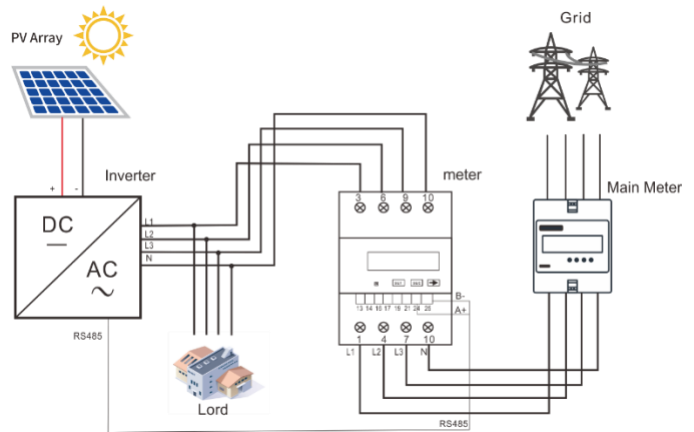 Grid
PV Array
Inverter
meter
Main Meter
+ -
3 6 9 10
L1
L2
L3
N
DC
AC
B-
A+
13 14 16 17 19 21 24 25
RS485
1 4 7 10
L1 L2 L3 N
Lord
RS485